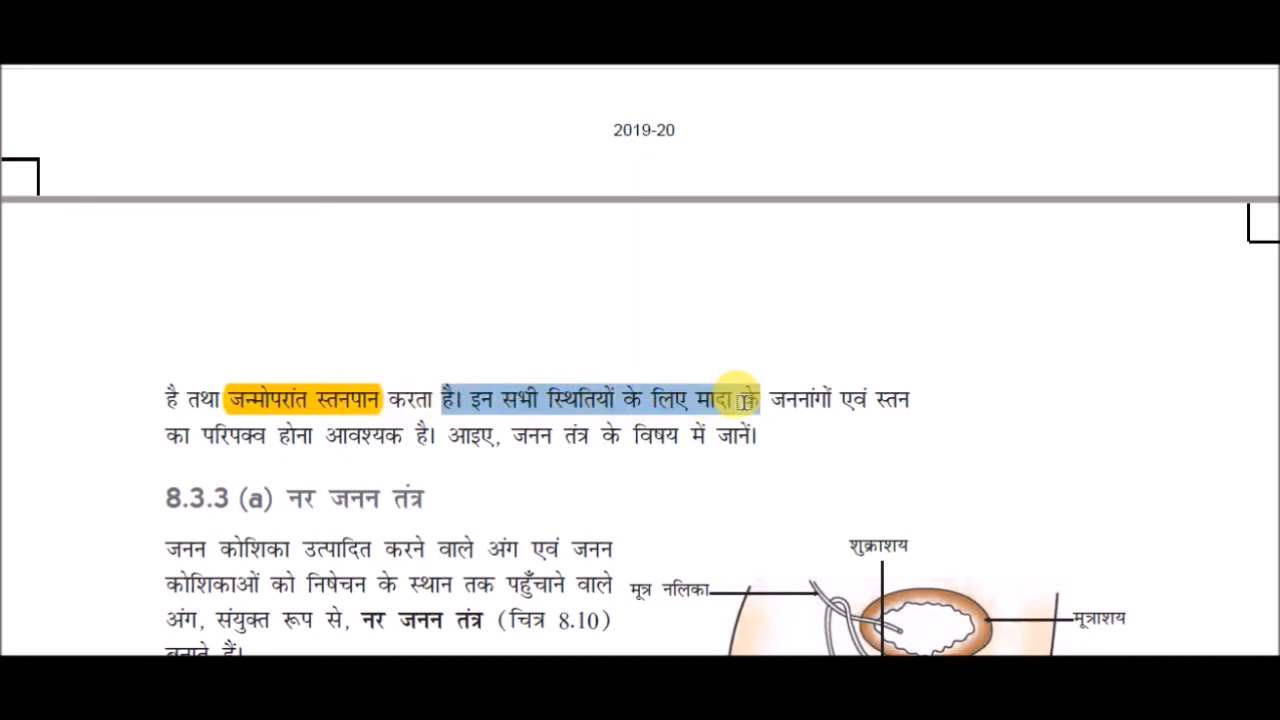 2019-20
है तथा जन्मोपरांत स्तनपान करता है। इन सभी स्थितियों के लिए मादा के जननांगों एवं स्तन
का परिपक्व होना आवश्यक है। आइए, जनन तंत्र के विषय में जानें।
8.3.3 (a) नर जनन तंत्र
जनन कोशिका उत्पादित करने वाले अंग एवं जनन
कोशिकाओं को निषेचन के स्थान तक पहुँचाने वाले
अंग, संयुक्त रूप से, नर जनन तंत्र (चित्र 8.10)
बनाते हैं।
शुक्राशय
मूत्र नलिका
मूत्राशय